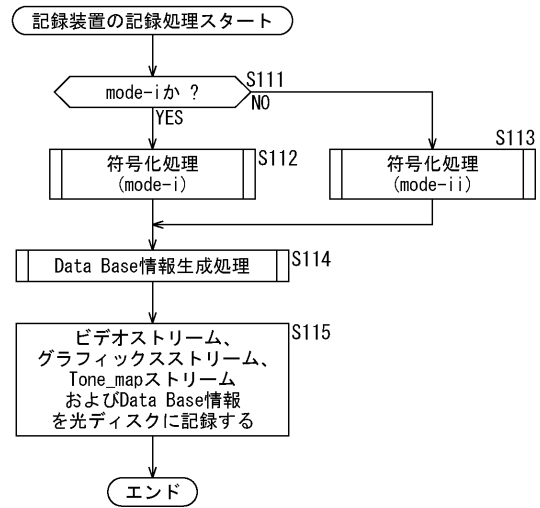 記録装置の記録処理スタート
mode-iか ?
S111
NO
YES
符号化処理
(mode-i)
S112
符号化処理
(mode-ii)
S113
Data Base情報生成処理
S114
ビデオストリーム、
グラフィックスストリーム、
Tone_mapストリーム
およびData Base情報
を光ディスクに記録する
S115
エンド